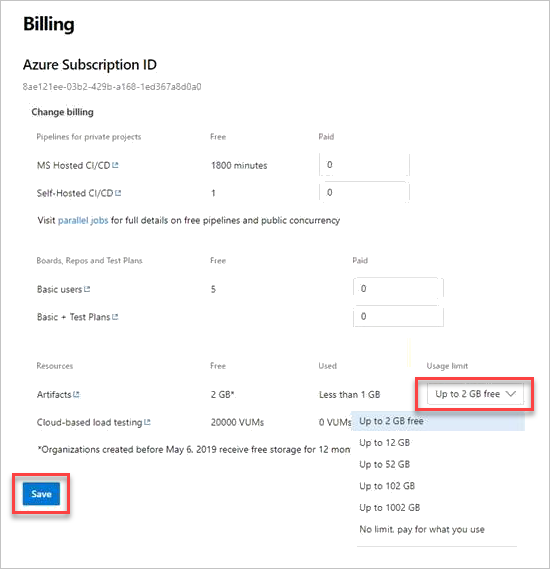 Billing
Azure Subscription ID
8ae121ee-03b2-429b-a168-1ed367a8d0a0
Change billing
Pipelines for private projects Free Paid
MS Hosted CI/CD 1800 minutes 0
Self-Hosted CI/CD 1 0
Visit parallel jobs for full details on free pipelines and public concurrency
Boards, Repos and Test Plans Free Paid
Basic users 5 0
Basic + Test Plans 0
Resources Free Used Usage limit
Artifacts 2 GB* Less than 1 GB Up to 2 GB free
Cloud-based load testing 20000 VUMs 0 VUMs
Up to 2 GB free
*Organizations created before May 6, 2019 receive free storage for 12 mon
Up to 12 GB
Up to 52 GB
Up to 102 GB
Up to 1002 GB
No limit, pay for what you use
Save